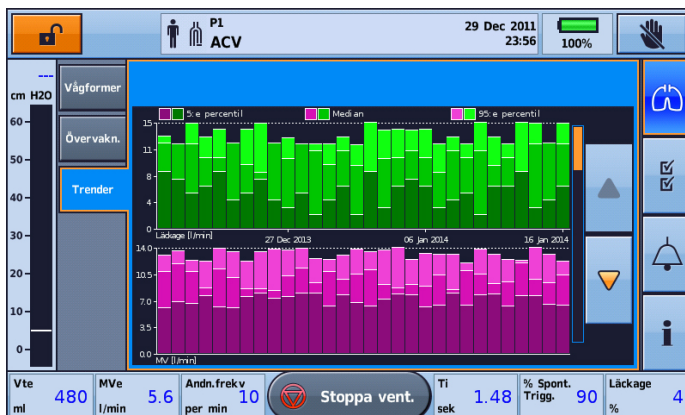 P1
ACV
29 Dec 2011
23:56
100%
---
cm H2O
60
50
40
30
20
10
0
Vågformer
Övervakn.
Trender
5:e percentil
Median
95:e percentil
15
11
8
4
0
Läckage [l/min]
27 Dec 2013
06 Jan 2014
16 Jan 2014
14.0
10.5
7.0
3.5
0.0
MV [l/min]
Vte
480
ml
MVe
5.6
l/min
Andn.frekv
10
per min
Stoppa vent.
Ti
1.48
sek
% Spont.
Trigg.
90
Läckage
4
%